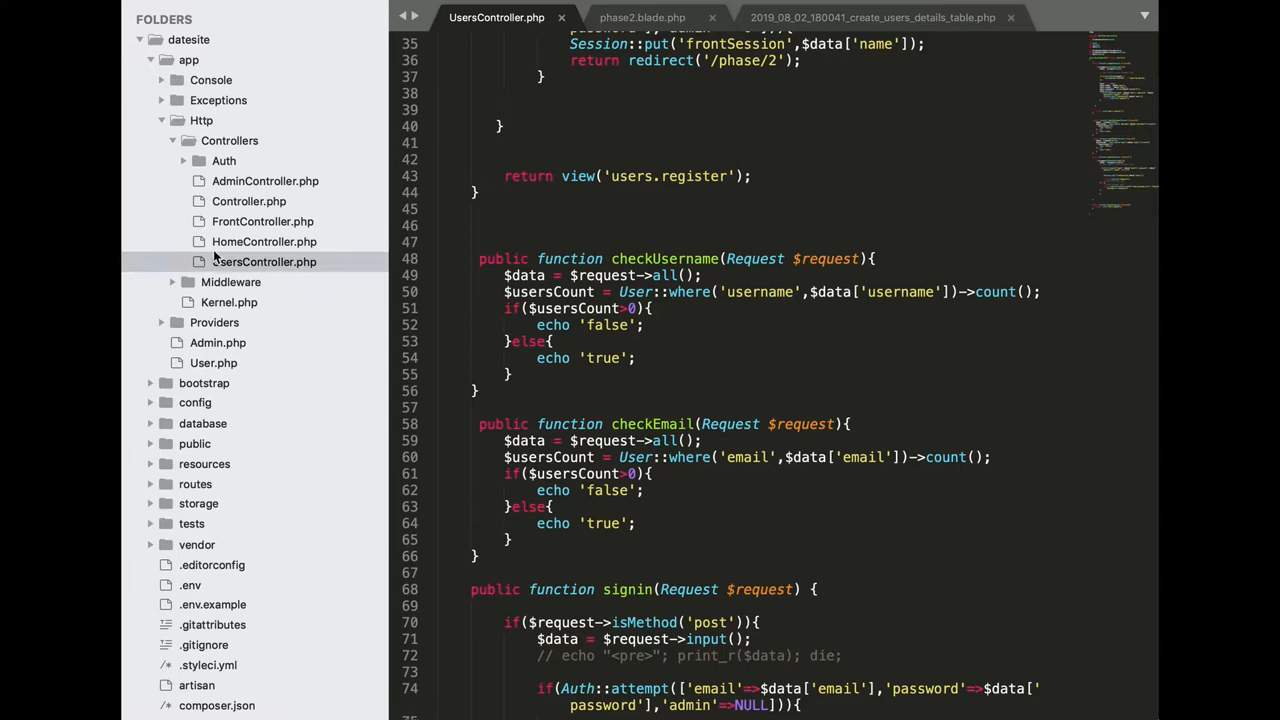 FOLDERS
datesite
app
Console
Exceptions
Http
Controllers
Auth
AdminController.php
Controller.php
FrontController.php
HomeController.php
UsersController.php
Middleware
Kernel.php
Providers
Admin.php
User.php
bootstrap
config
database
public
resources
routes
storage
tests
vendor
.editorconfig
.env
.env.example
.gitattributes
.gitignore
/* .styleci.yml
/* artisan
/* composer.json
UsersController.php × phase2.blade.php × 2019_08_02_180041_create_users_details_table.php ×
35 Session::put('frontSession',$data['name']);
36 return redirect('/phase/2');
37 }
38
39
40 }
41
42
43 return view('users.register');
44 }
45
46
47
48 public function checkUsername(Request $request){
49 $data = $request->all();
50 $usersCount = User::where('username',$data['username'])->count();
51 if($usersCount>0){
52 echo 'false';
53 }else{
54 echo 'true';
55 }
56 }
57
58 public function checkEmail(Request $request){
59 $data = $request->all();
60 $usersCount = User::where('email',$data['email'])->count();
61 if($usersCount>0){
62 echo 'false';
63 }else{
64 echo 'true';
65 }
66 }
67
68 public function signin(Request $request) {
69
70 if($request->isMethod('post')){
71 $data = $request->input();
72 // echo "<pre>"; print_r($data); die;
73
74 if(Auth::attempt(['email'=>$data['email'],'password'=>$data['
password'],'admin'=>NULL])){